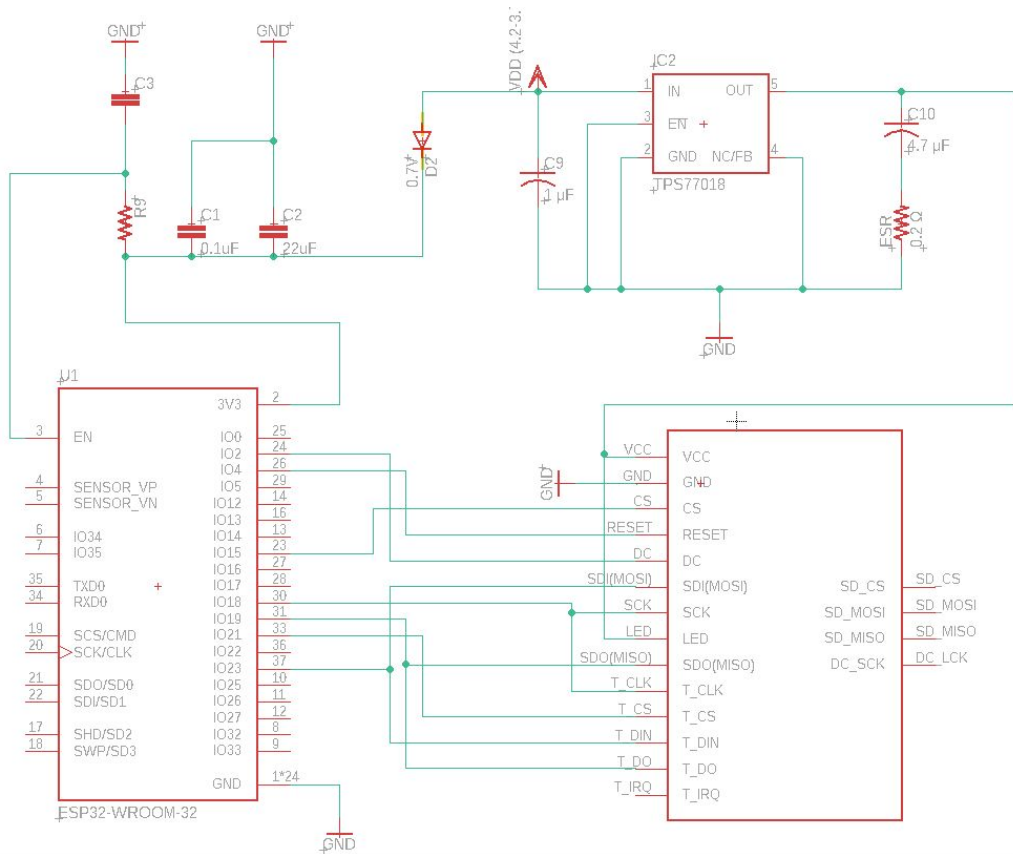 GND
GND
C3
R9
C1
0.1uF
C2
22uF
0.7V
D2
VDD (4.2-3.
C9
1 µF
IC2
1
IN
OUT
5
3
EN
2
GND
NC/FB
4
TPS77018
C10
4.7 µF
ESR
0.2 Ω
GND
U1
3V3
2
3
EN
IO0
25
IO2
24
IO4
26
4
SENSOR_VP
IO5
29
5
SENSOR_VN
IO12
14
IO13
16
6
IO34
IO14
13
7
IO35
IO15
23
IO16
27
35
TXD0
IO17
28
34
RXD0
IO18
30
IO19
31
19
SCS/CMD
IO21
33
20
SCK/CLK
IO22
36
IO23
37
21
SDO/SD0
IO25
10
22
SDI/SD1
IO26
11
IO27
12
17
SHD/SD2
IO32
8
18
SWP/SD3
IO33
9
GND
1*24
ESP32-WROOM-32
GND
VCC
VCC
GND
GND
GND
CS
CS
RESET
RESET
DC
DC
SDI(MOSI)
SDI(MOSI)
SD_CS
SD_CS
SCK
SCK
SD_MOSI
SD_MOSI
LED
LED
SD_MISO
SD_MISO
SDO(MISO)
SDO(MISO)
DC_SCK
DC_LCK
T_CLK
T_CLK
T_CS
T_CS
T_DIN
T_DIN
T_DO
T_DO
T_IRQ
T_IRQ